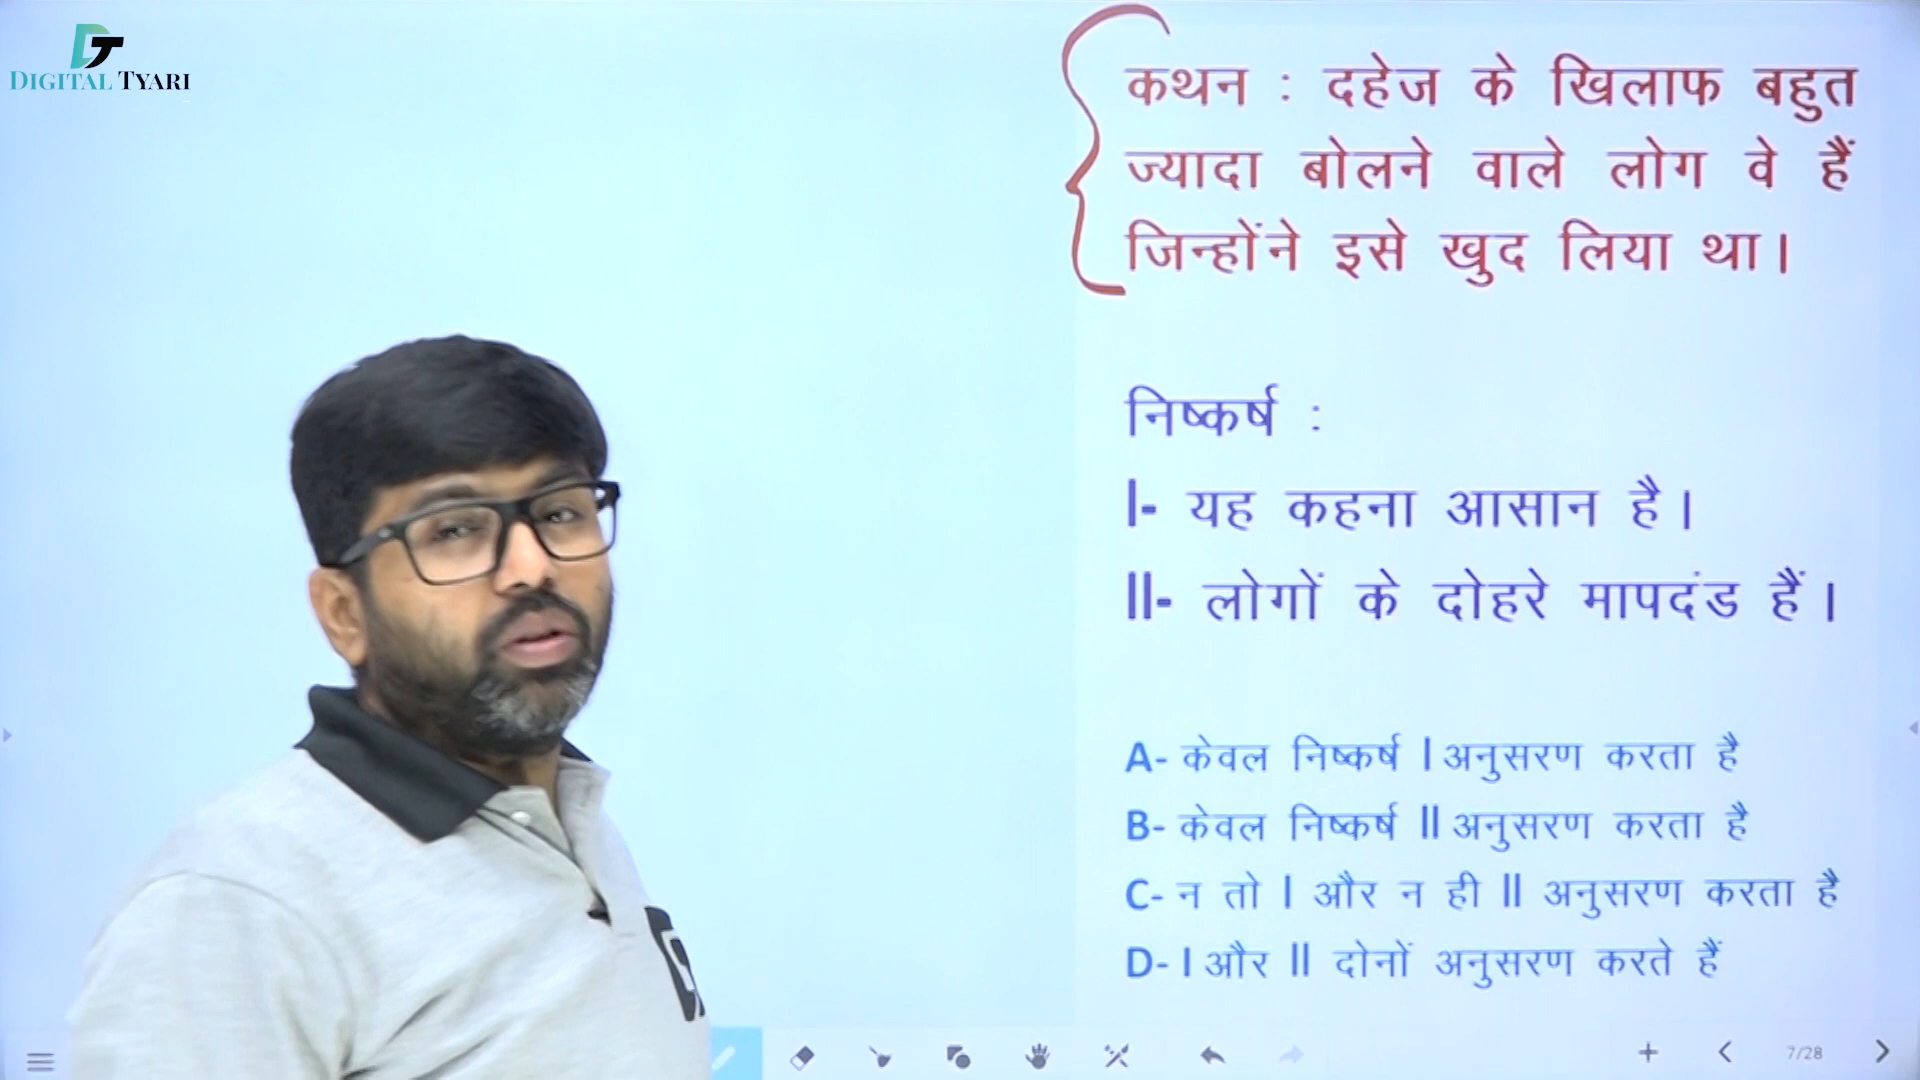 DIGITAL TYARI
कथन : दहेज के खिलाफ बहुत
ज्यादा बोलने वाले लोग वे हैं
जिन्होंने इसे खुद लिया था।
निष्कर्ष :
I- यह कहना आसान है।
II- लोगों के दोहरे मापदंड हैं।
A- केवल निष्कर्ष I अनुसरण करता है
B- केवल निष्कर्ष II अनुसरण करता है
C- न तो I और न ही II अनुसरण करता है
D- I और II दोनों अनुसरण करते हैं
7/28